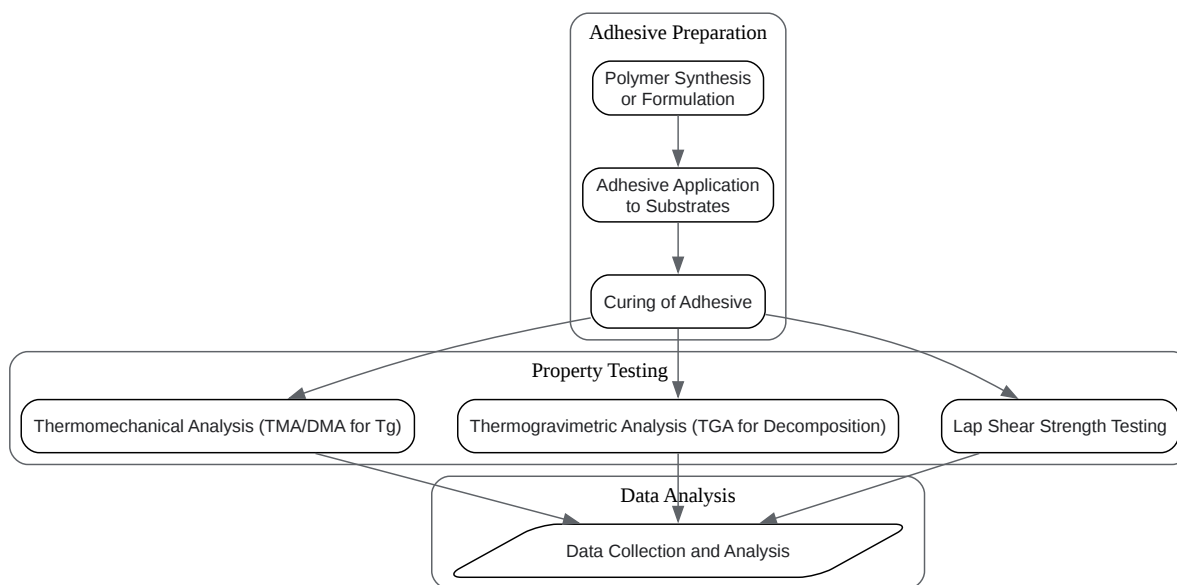 Adhesive Preparation
Polymer Synthesis
or Formulation
Adhesive Application
to Substrates
Curing of Adhesive
Property Testing
Thermomechanical Analysis (TMA/DMA for Tg)
Thermogravimetric Analysis (TGA for Decomposition)
Lap Shear Strength Testing
Data Analysis
Data Collection and Analysis